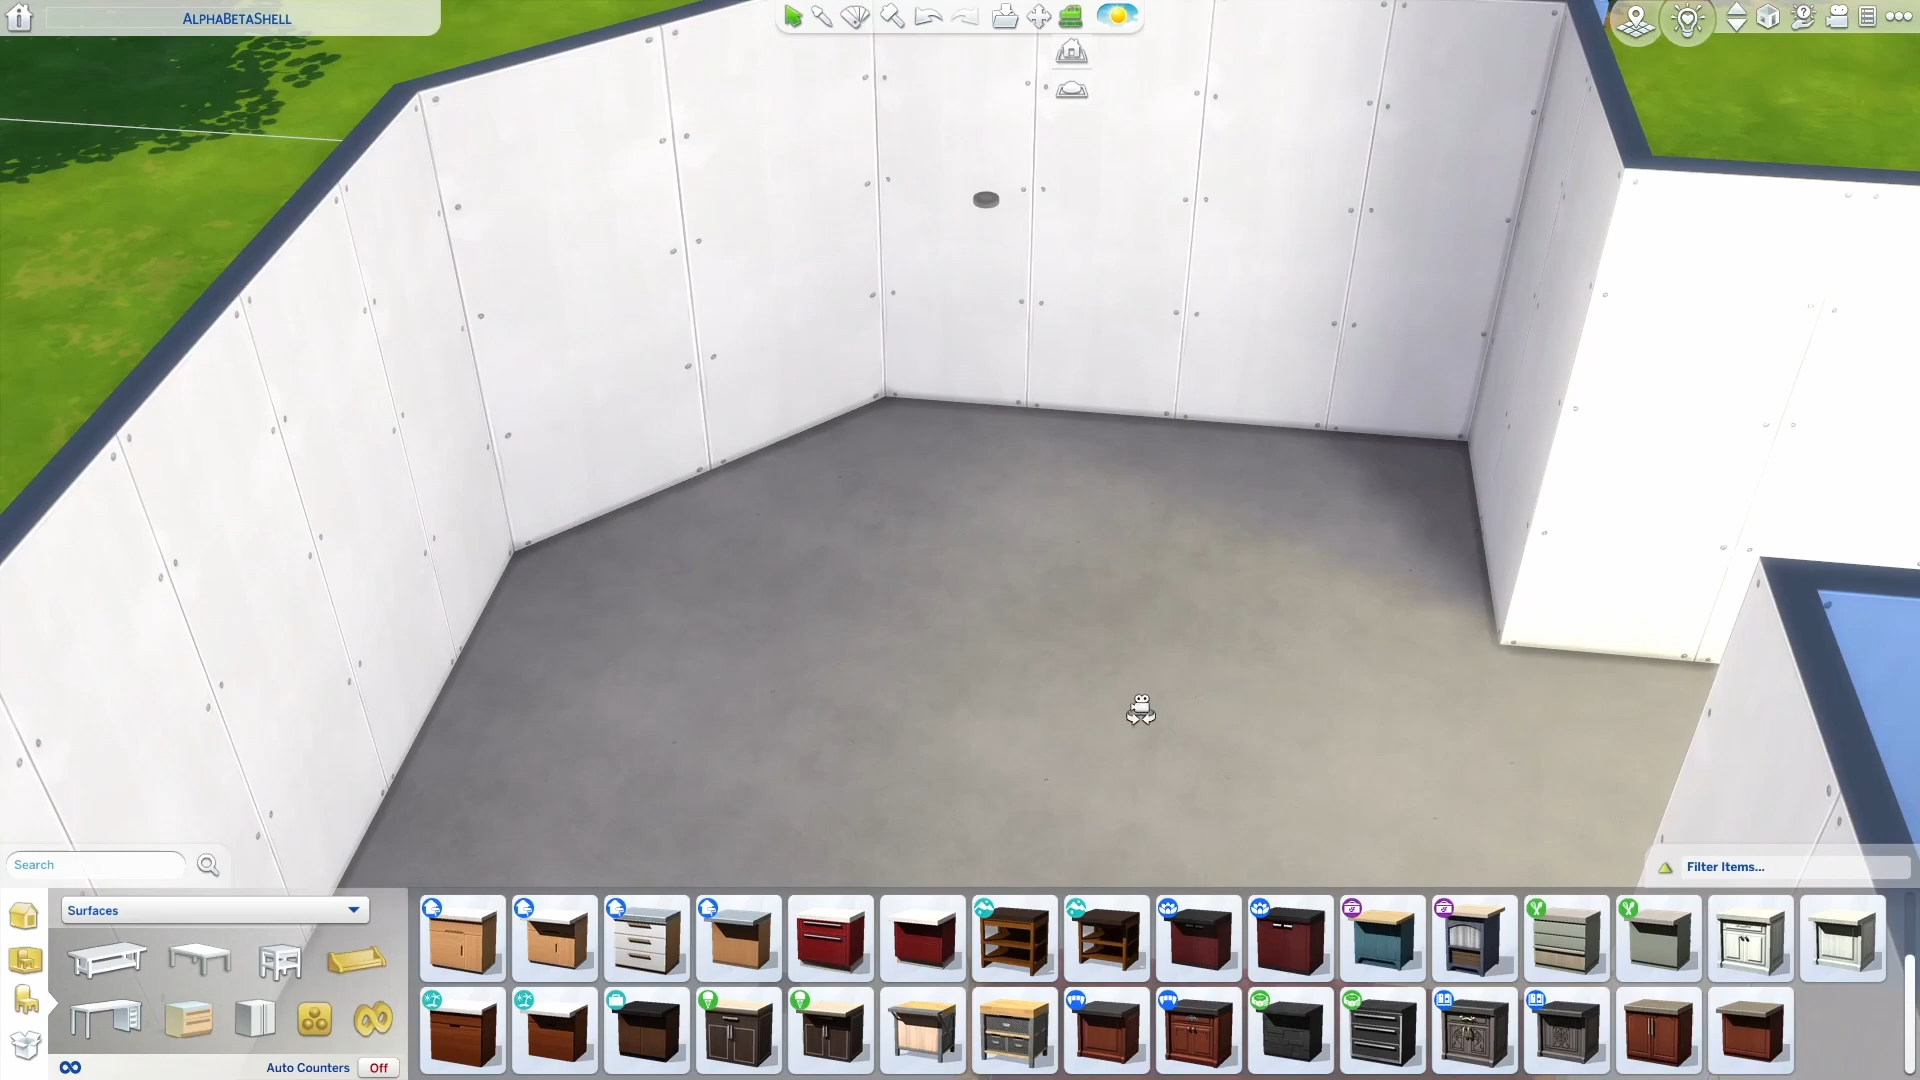 AlphaBetaShell
Search
Filter Items...
Surfaces
Auto Counters Off